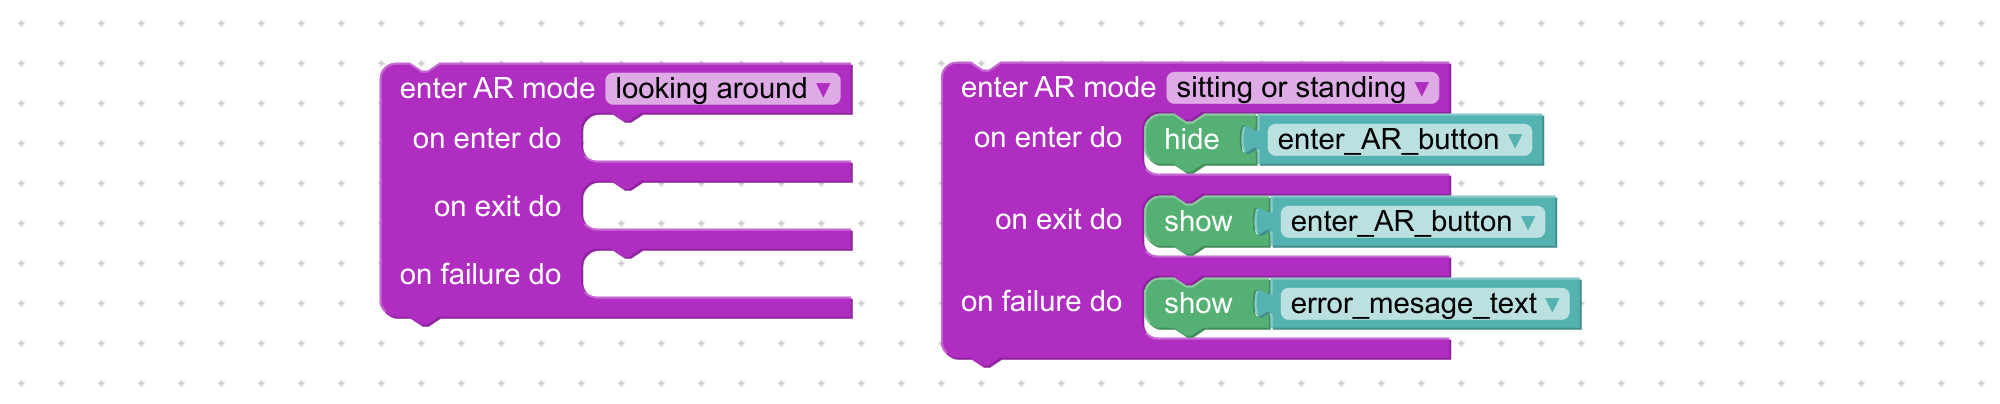 enter AR mode looking around ▼
on enter do
on exit do
on failure do
enter AR mode sitting or standing ▼
on enter do hide enter_AR_button ▼
on exit do show enter_AR_button ▼
on failure do show error_mesage_text ▼